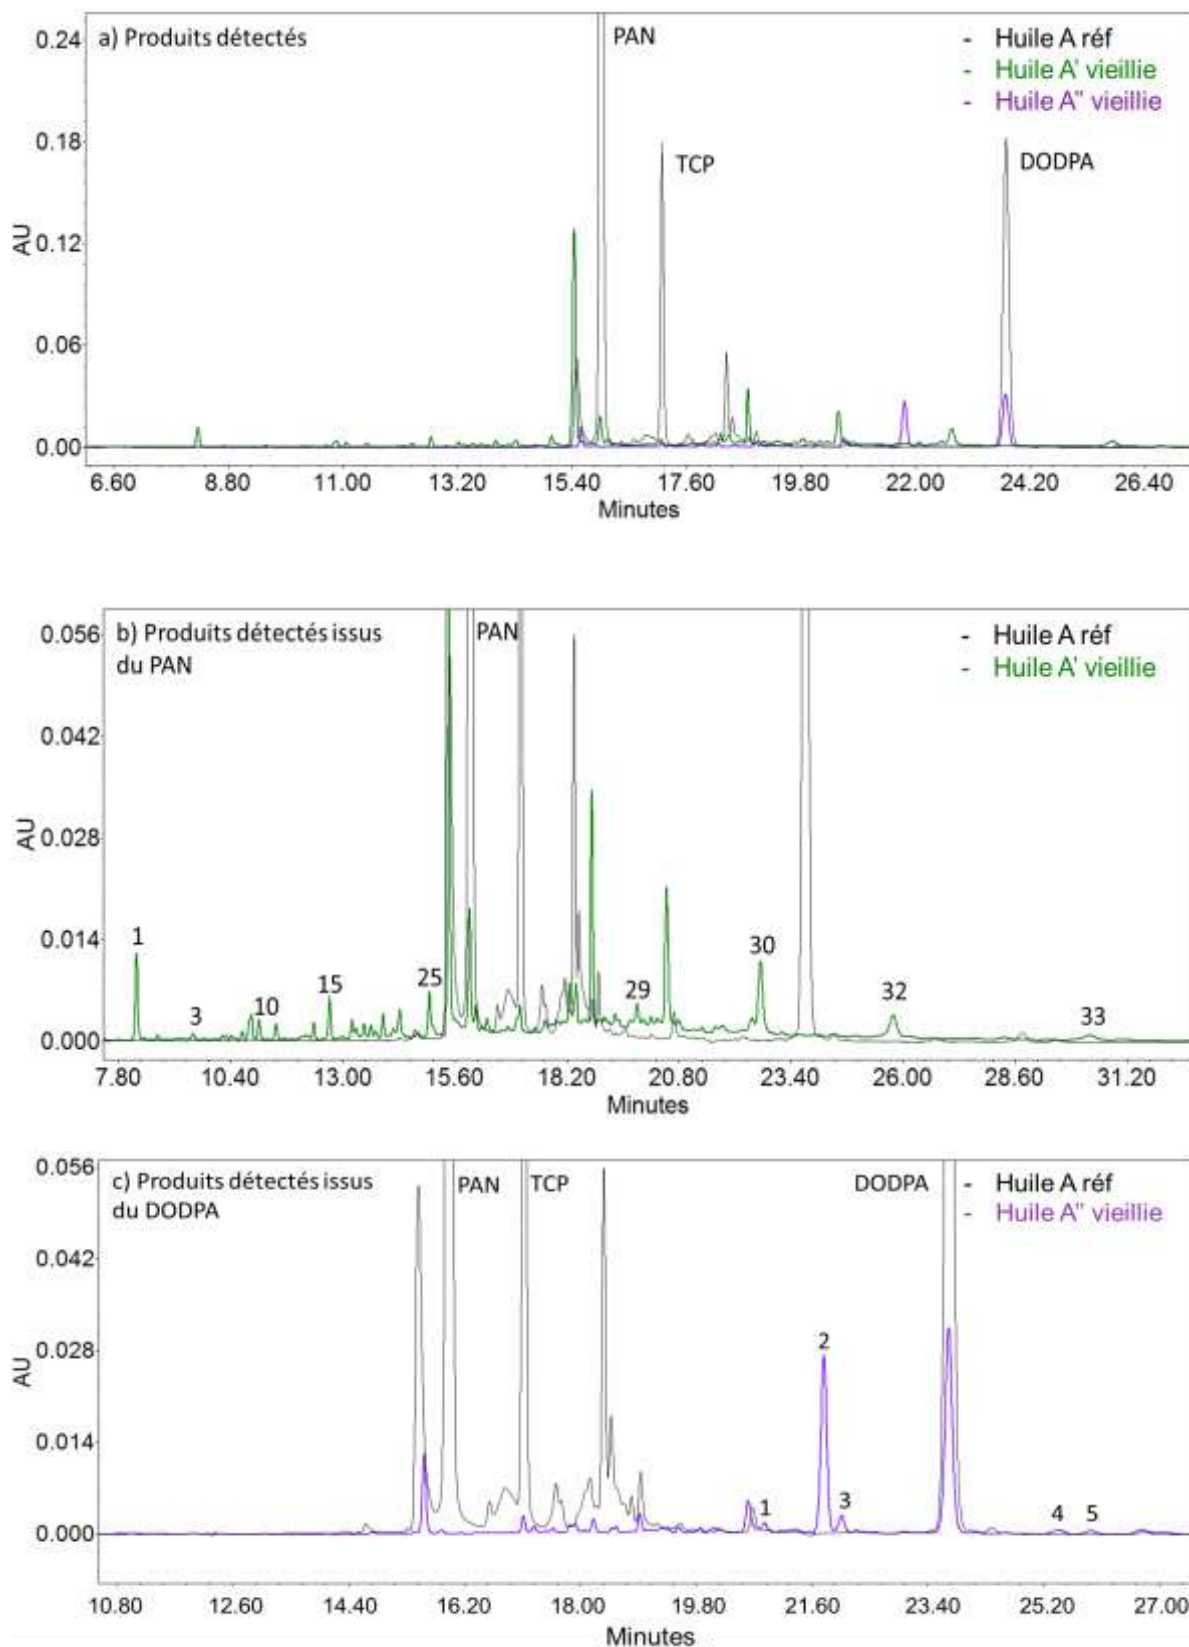 a) Produits détectés
PAN
TCP
DODPA
- Huile A réf
- Huile A' vieillie
- Huile A" vieillie
0.24
0.18
0.12
0.06
0.00
AU
6.60 8.80 11.00 13.20 15.40 17.60 19.80 22.00 24.20 26.40
Minutes
b) Produits détectés issus
du PAN
PAN
- Huile A réf
- Huile A' vieillie
0.056
0.042
0.028
0.014
0.000
AU
1 3 10 15 25 29 30 32 33
7.80 10.40 13.00 15.60 18.20 20.80 23.40 26.00 28.60 31.20
Minutes
c) Produits détectés issus
du DODPA
PAN TCP DODPA
- Huile A réf
- Huile A" vieillie
0.056
0.042
0.028
0.014
0.000
AU
1 2 3 4 5
10.80 12.60 14.40 16.20 18.00 19.80 21.60 23.40 25.20 27.00
Minutes